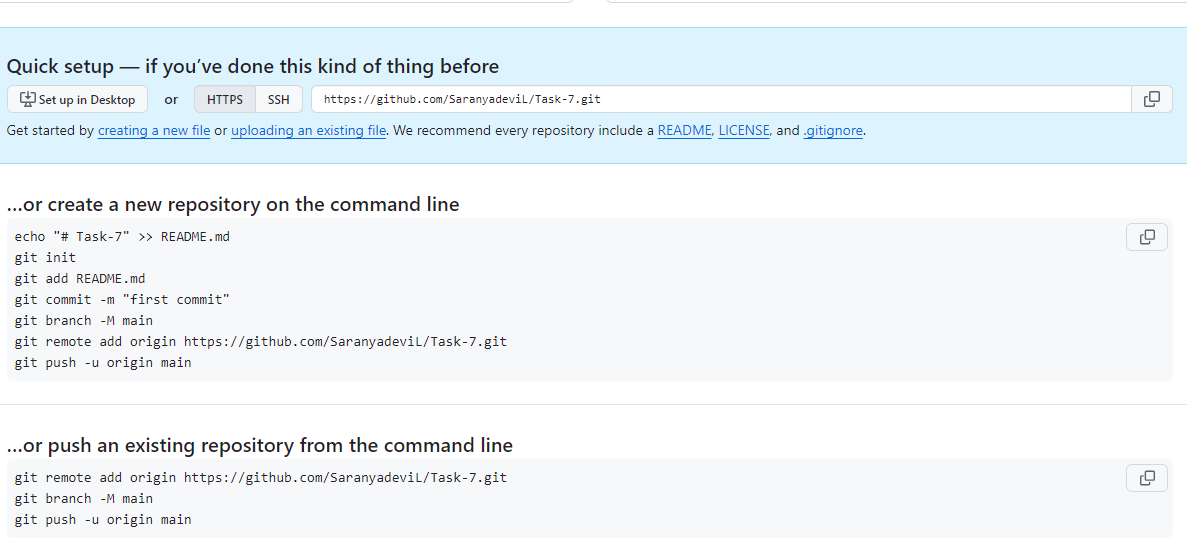 Quick setup — if you’ve done this kind of thing before
Set up in Desktop or HTTPS SSH https://github.com/SaranyadeviL/Task-7.git
Get started by creating a new file or uploading an existing file. We recommend every repository include a README, LICENSE, and .gitignore.
…or create a new repository on the command line
echo "# Task-7" >> README.md
git init
git add README.md
git commit -m "first commit"
git branch -M main
git remote add origin https://github.com/SaranyadeviL/Task-7.git
git push -u origin main
…or push an existing repository from the command line
git remote add origin https://github.com/SaranyadeviL/Task-7.git
git branch -M main
git push -u origin main